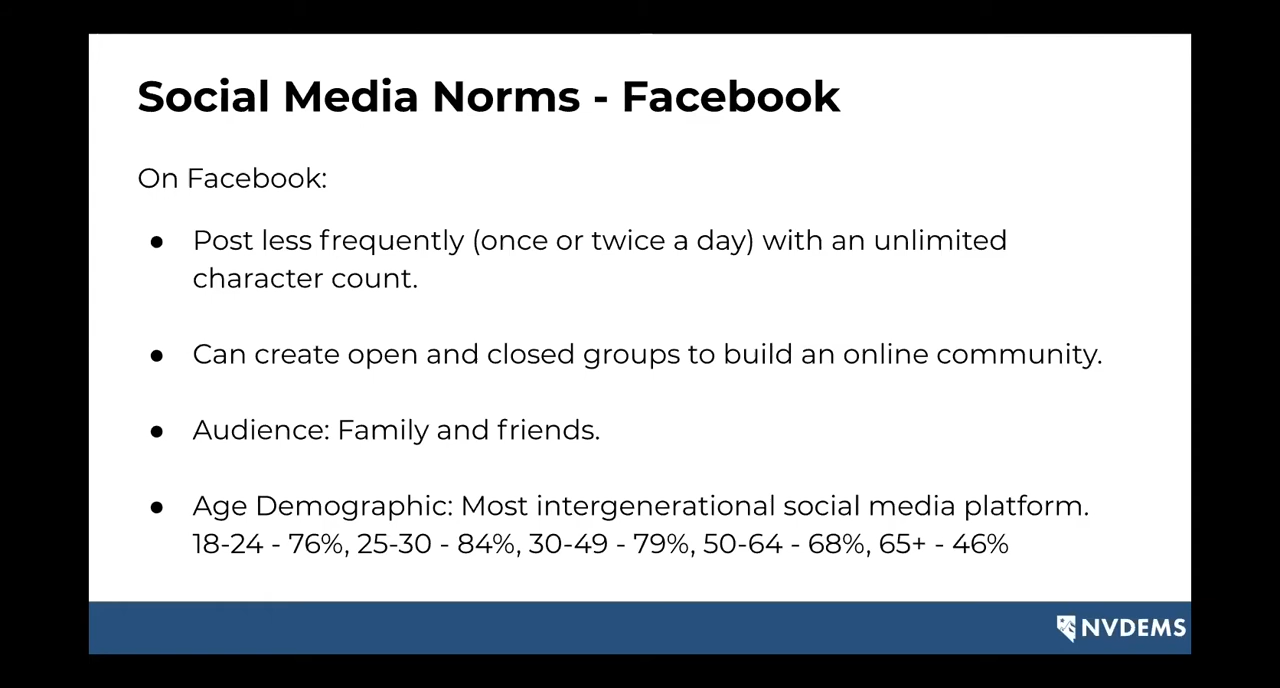 Social Media Norms - Facebook
On Facebook:
● Post less frequently (once or twice a day) with an unlimited
character count.
● Can create open and closed groups to build an online community.
● Audience: Family and friends.
● Age Demographic: Most intergenerational social media platform.
18-24 - 76%, 25-30 - 84%, 30-49 - 79%, 50-64 - 68%, 65+ - 46%
NVDEMS